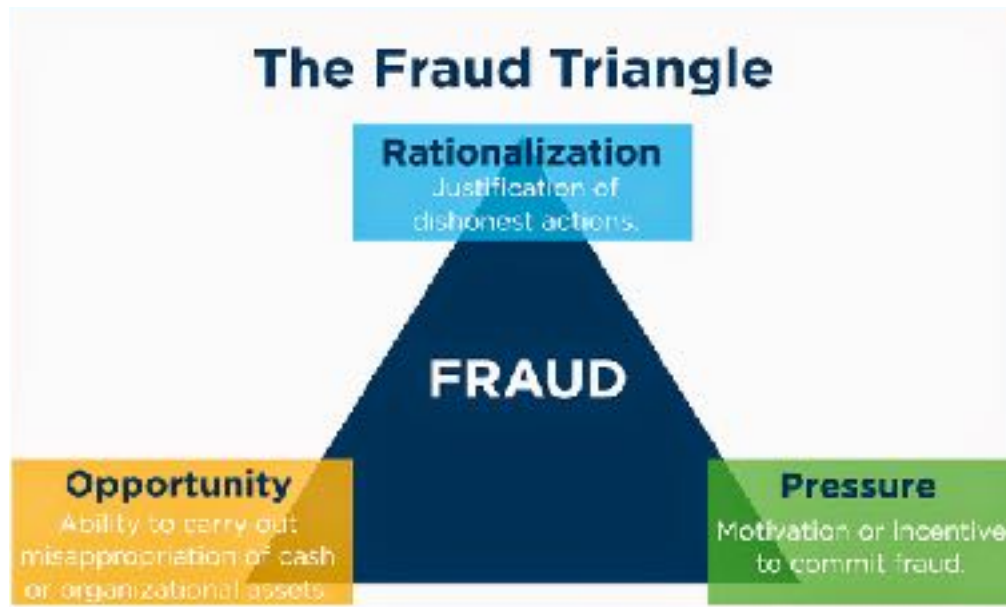 The Fraud Triangle
Rationalization
Justification of
dishonest actions.
FRAUD
Opportunity
Ability to carry out
misappropriation of cash
or organizational assets.
Pressure
Motivation or incentive
to commit fraud.